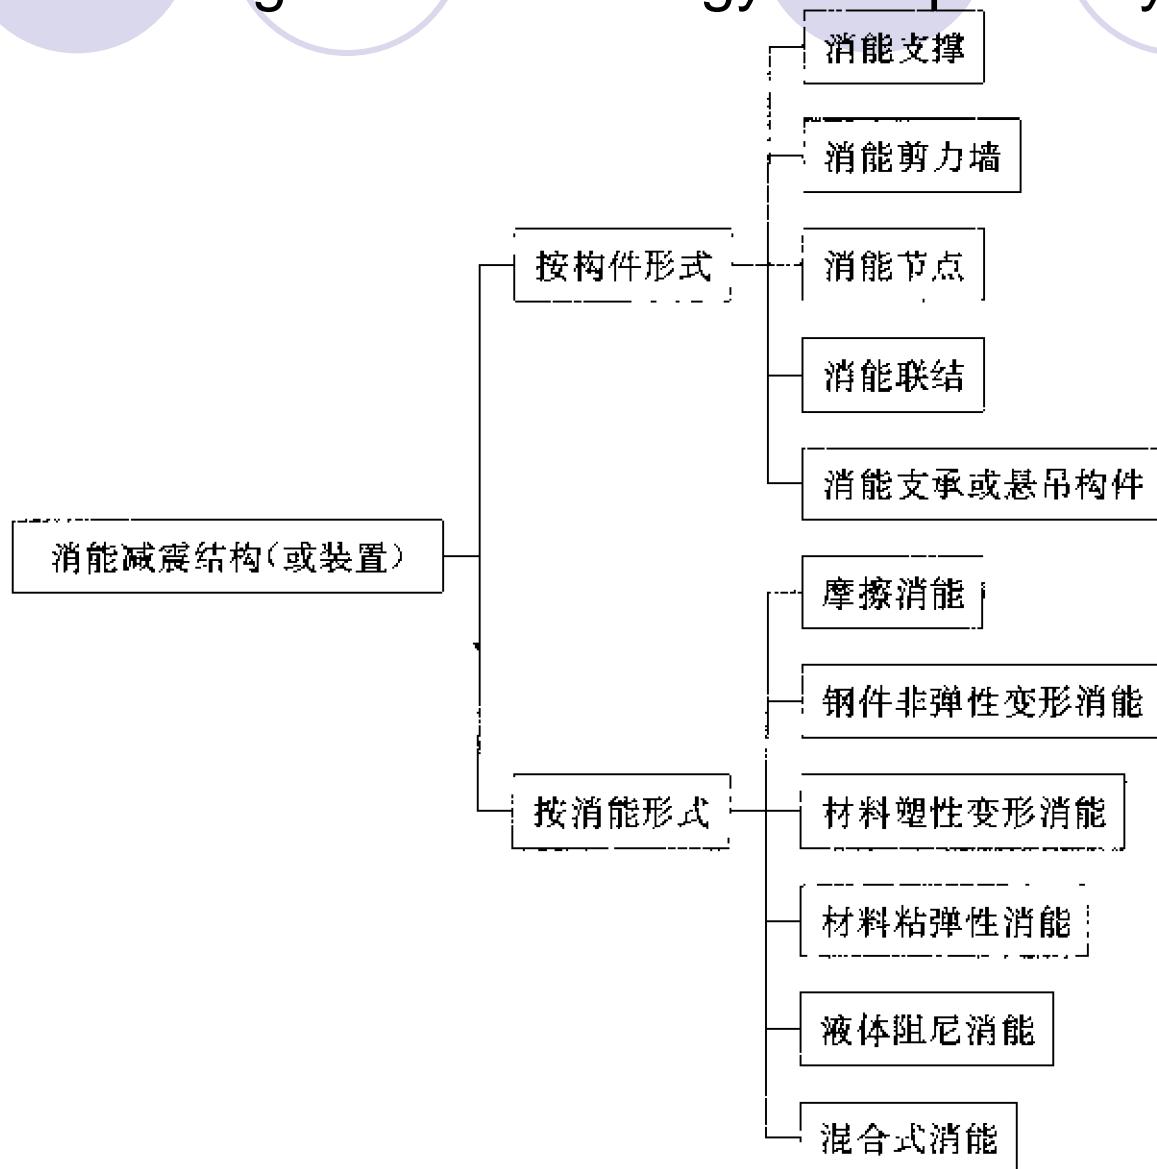 消能支撑
消能剪力墙
按构件形式
消能节点
消能联结
消能支承或悬吊构件
消能减震结构(或装置)
摩擦消能
钢件非弹性变形消能
按消能形式
材料塑性变形消能
材料粘弹性消能
液体阻尼消能
混合式消能